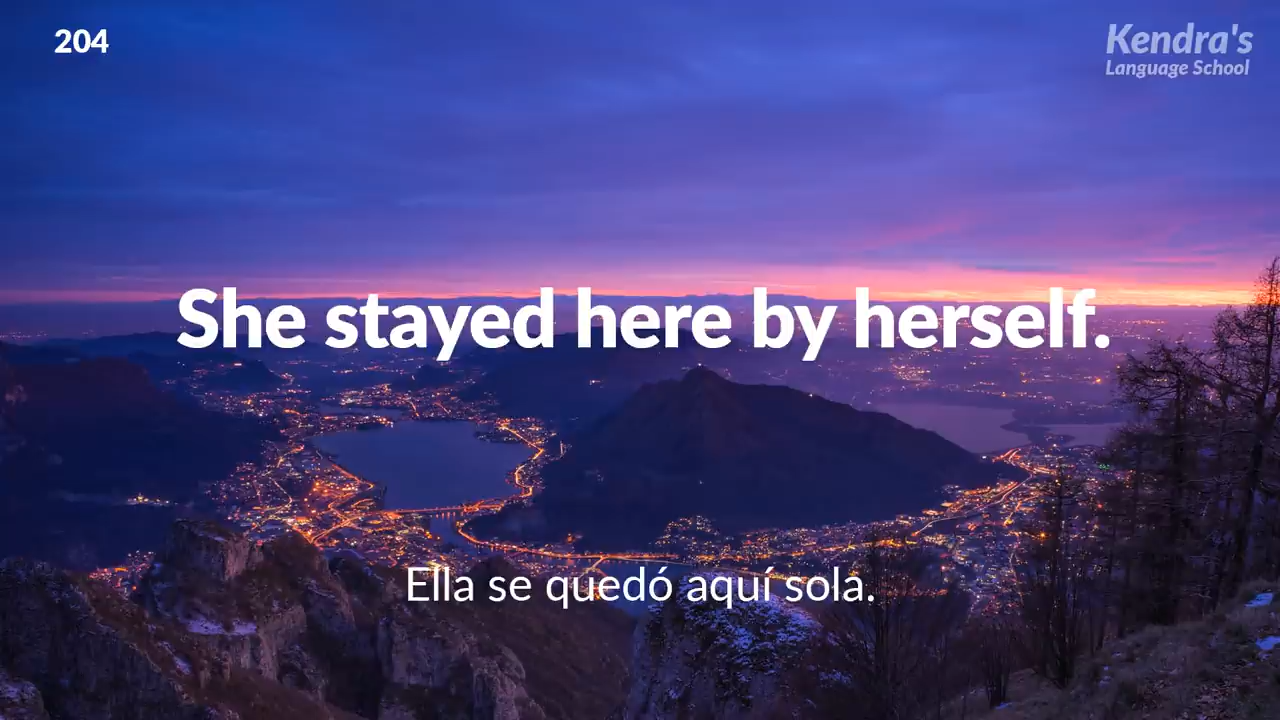 204
Kendra's
Language School
She stayed here by herself.
Ella se quedó aquí sola.